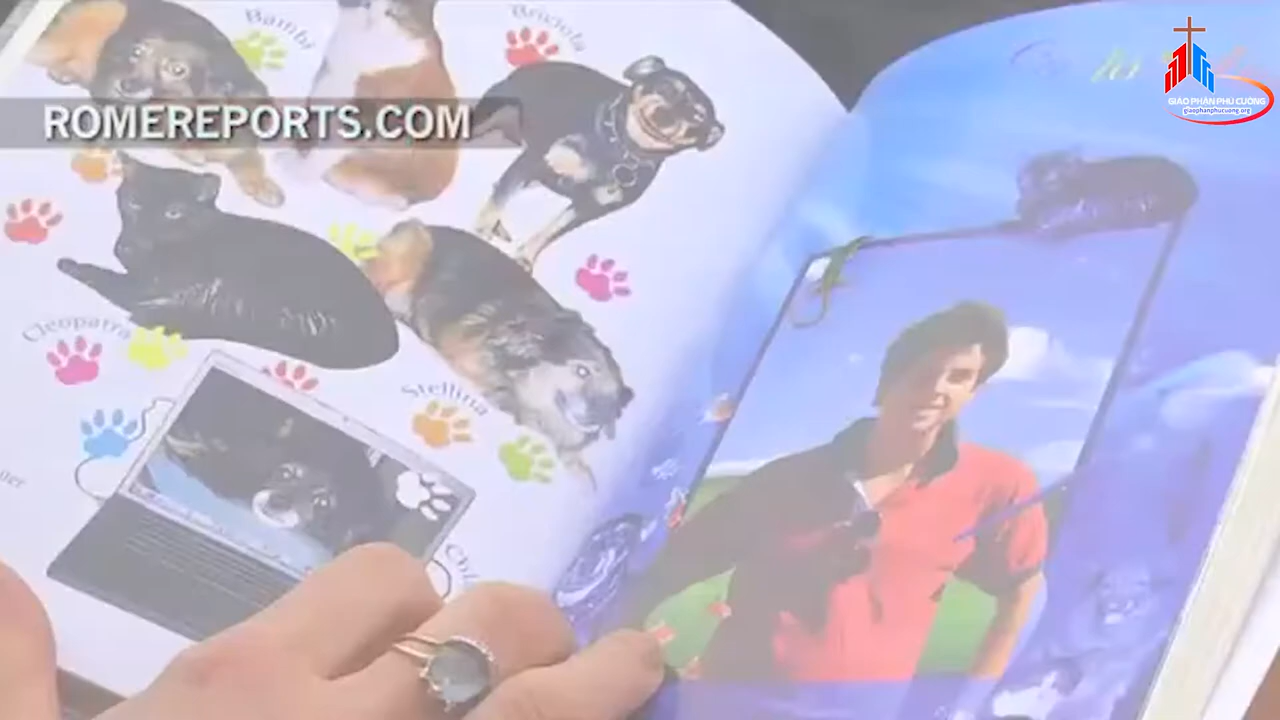 Bambi
Briciola
GIÁO PHẬN PHÚ CƯỜNG
giaophanphucuong.org
ROMEREPORTS.COM
Cleopatra
Stellina